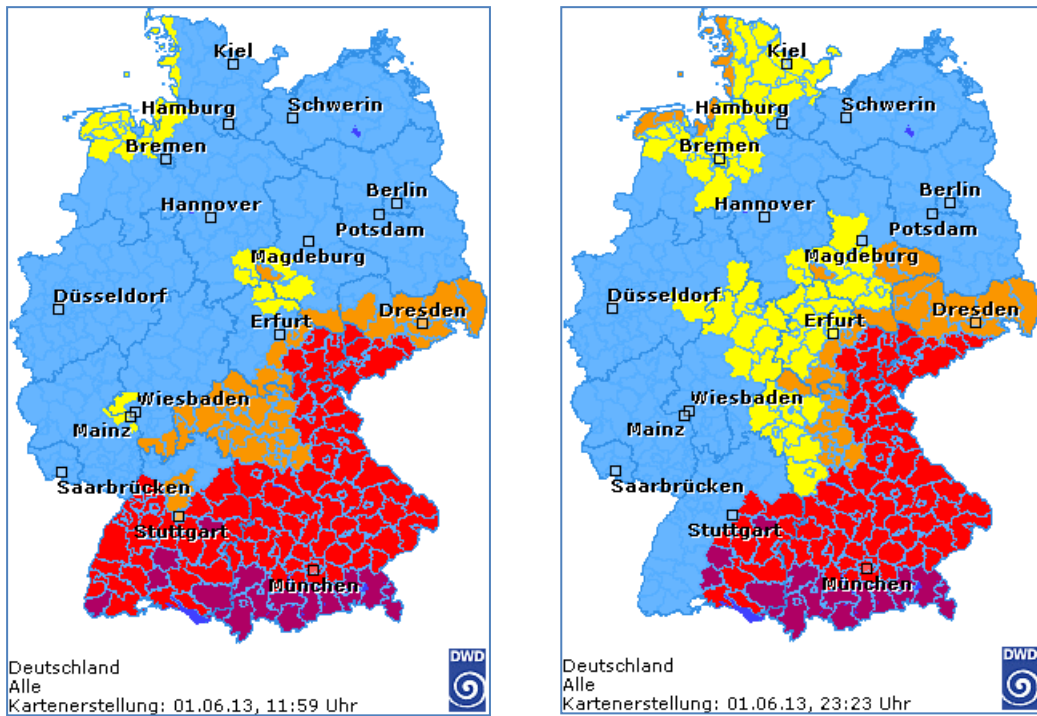 Kiel
Hamburg
Schwerin
Bremen
Berlin
Hannover
Potsdam
Magdeburg
Düsseldorf
Dresden
Erfurt
Wiesbaden
Mainz
Saarbrücken
Stuttgart
München
Deutschland
Alle
Kartenerstellung: 01.06.13, 11:59 Uhr
DWD
Kiel
Hamburg
Schwerin
Bremen
Berlin
Hannover
Potsdam
Magdeburg
Düsseldorf
Dresden
Erfurt
Wiesbaden
Mainz
Saarbrücken
Stuttgart
München
Deutschland
Alle
Kartenerstellung: 01.06.13, 23:23 Uhr
DWD